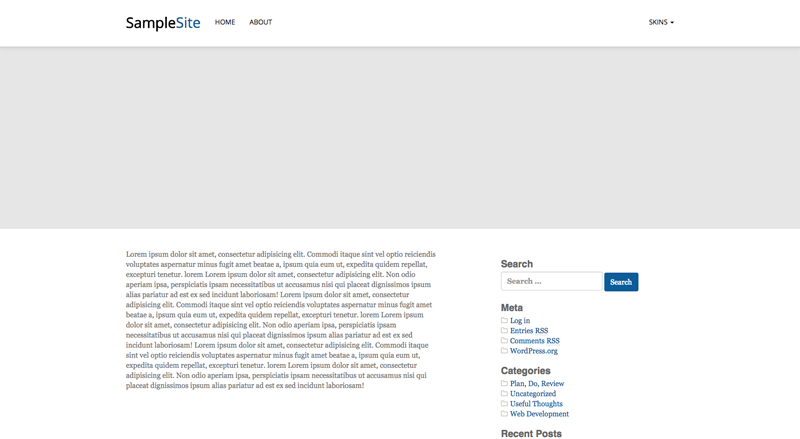 SampleSite HOME ABOUT SKINS
Lorem ipsum dolor sit amet, consectetur adipisicing elit. Commodi itaque sint vel optio reiciendis
voluptates aspernatur minus fugit amet beatae a, ipsum quia eum ut, expedita quidem repellat,
excepturi tenetur. lorem Lorem ipsum dolor sit amet, consectetur adipisicing elit. Non odio
aperiam ipsa, perspiciatis ipsam necessitatibus ut accusamus nisi qui placeat dignissimos ipsum
alias pariatur ad est ex sed incidunt laboriosam! Lorem ipsum dolor sit amet, consectetur
adipisicing elit. Commodi itaque sint vel optio reiciendis voluptates aspernatur minus fugit amet
beatae a, ipsum quia eum ut, expedita quidem repellat, excepturi tenetur. lorem Lorem ipsum
dolor sit amet, consectetur adipisicing elit. Non odio aperiam ipsa, perspiciatis ipsam
necessitatibus ut accusamus nisi qui placeat dignissimos ipsum alias pariatur ad est ex sed
incidunt laboriosam! Lorem ipsum dolor sit amet, consectetur adipisicing elit. Commodi itaque
sint vel optio reiciendis voluptates aspernatur minus fugit amet beatae a, ipsum quia eum ut,
expedita quidem repellat, excepturi tenetur. lorem Lorem ipsum dolor sit amet, consectetur
adipisicing elit. Non odio aperiam ipsa, perspiciatis ipsam necessitatibus ut accusamus nisi qui
placeat dignissimos ipsum alias pariatur ad est ex sed incidunt laboriosam!
Search
Search ... Search
Meta
Log in
Entries RSS
Comments RSS
WordPress.org
Categories
Plan, Do, Review
Uncategorized
Useful Thoughts
Web Development
Recent Posts